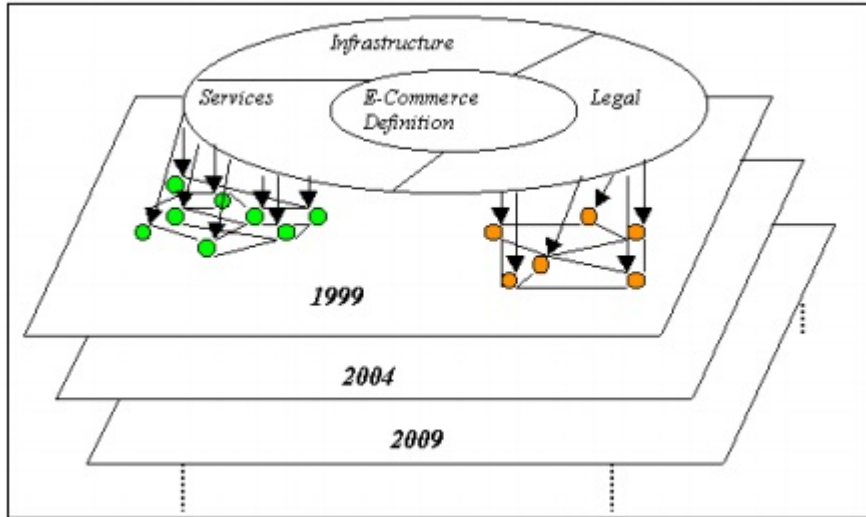 Infrastructure
Services
E-Commerce
Definition
Legal
1999
2004
2009